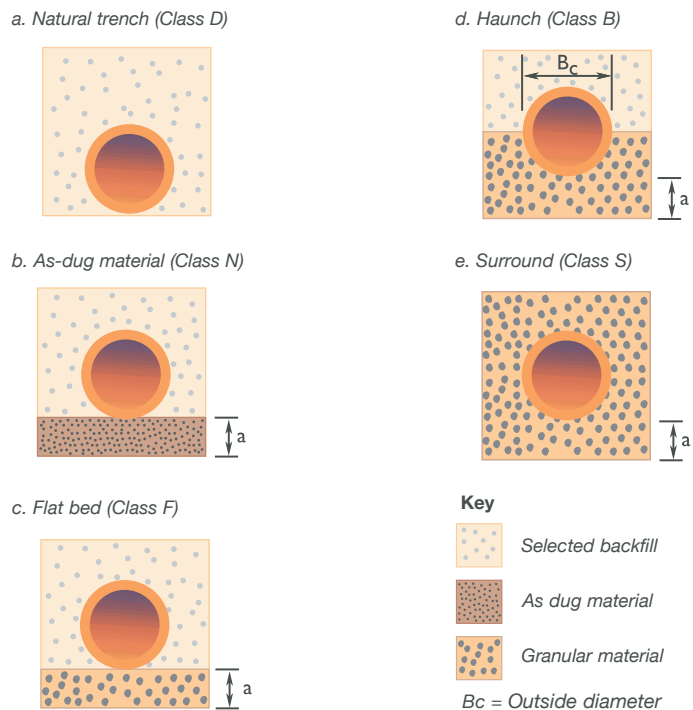 a. Natural trench (Class D)
b. As-dug material (Class N)
a
c. Flat bed (Class F)
a
d. Haunch (Class B)
Bc
a
e. Surround (Class S)
a
Key
Selected backfill
As dug material
Granular material
Bc = Outside diameter